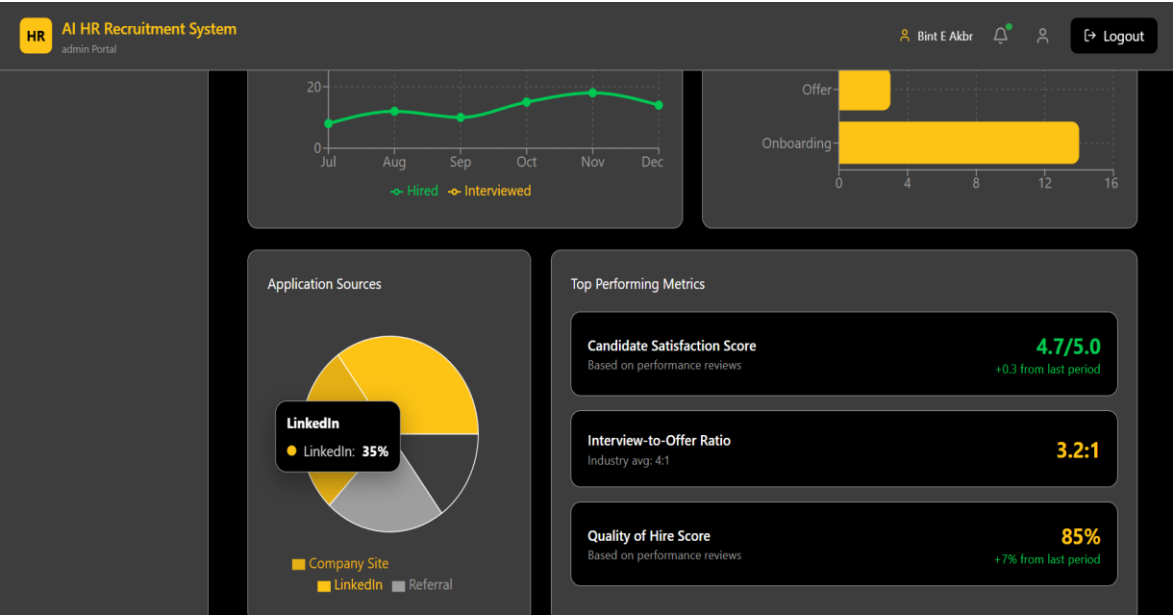 HR
AI HR Recruitment System
admin Portal
Bint E Akbr
Logout
20
0
Jul Aug Sep Oct Nov Dec
Hired Interviewed
Offer
Onboarding
0 4 8 12 16
Application Sources
LinkedIn
LinkedIn: 35%
Company Site
LinkedIn Referral
Top Performing Metrics
Candidate Satisfaction Score
Based on performance reviews
4.7/5.0
+0.3 from last period
Interview-to-Offer Ratio
Industry avg: 4:1
3.2:1
Quality of Hire Score
Based on performance reviews
85%
+7% from last period